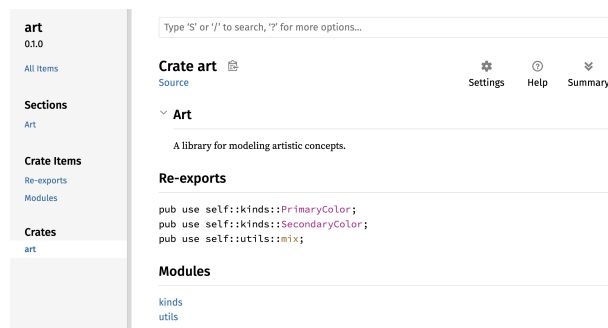 art
0.1.0
All Items
Sections
Art
Crate Items
Re-exports
Modules
Crates
art
Type ‘S’ or ‘/’ to search, ‘?’ for more options…
Crate art
Source
Settings
Help
Summary
Art
A library for modeling artistic concepts.
Re-exports
pub use self::kinds::PrimaryColor;
pub use self::kinds::SecondaryColor;
pub use self::utils::mix;
Modules
kinds
utils